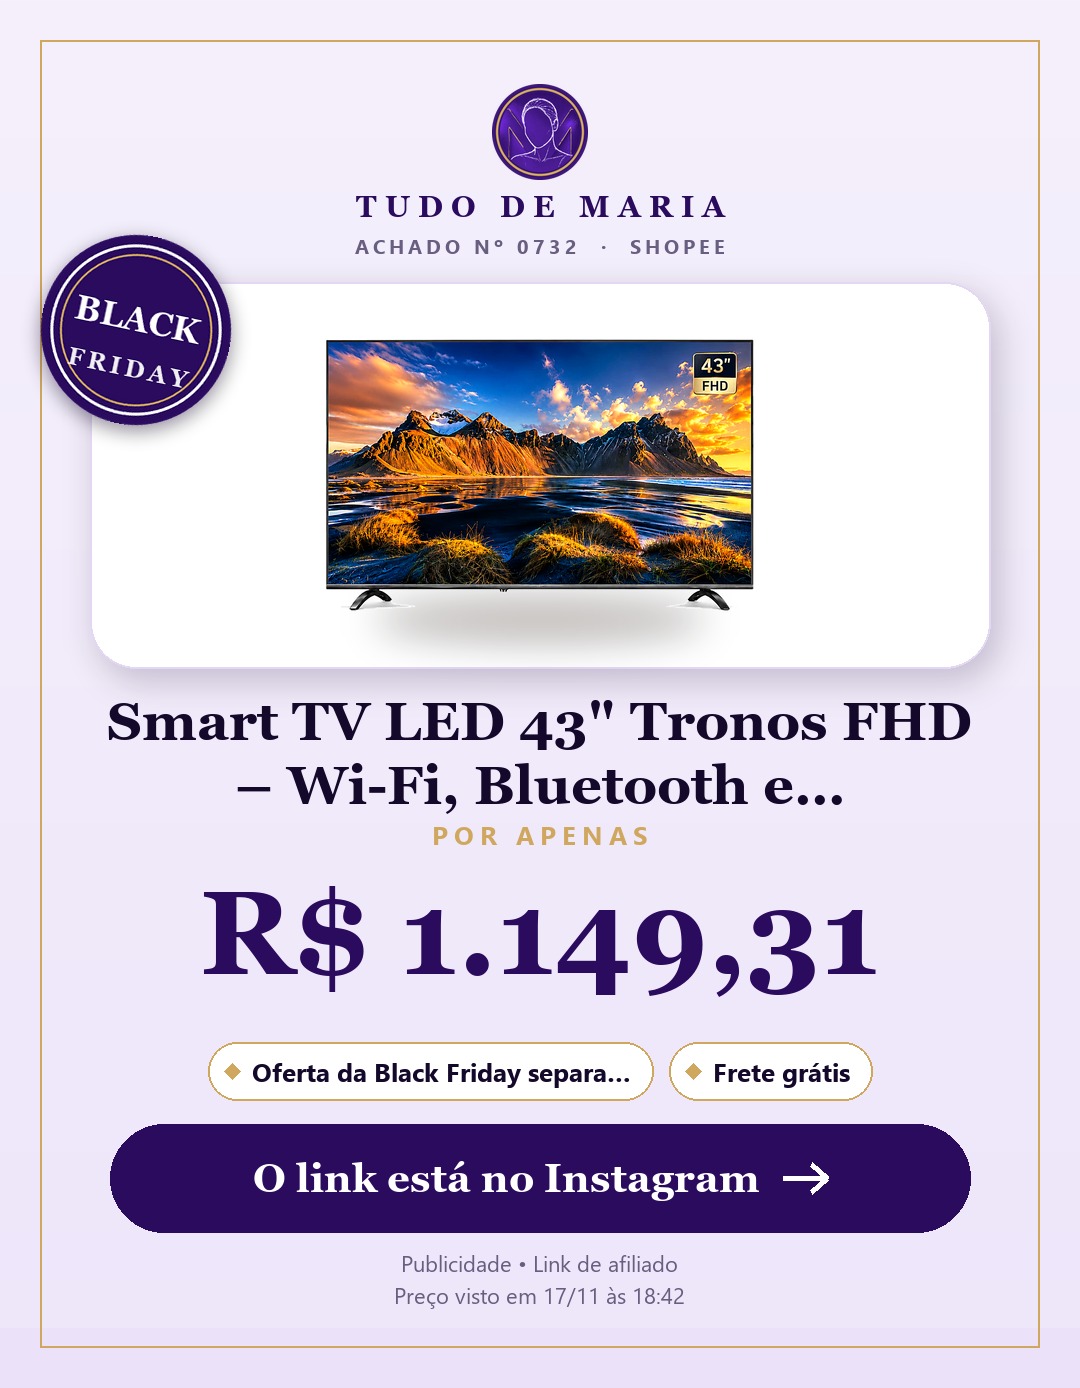 TUDO DE MARIA
ACHADO Nº 0732 · SHOPEE
BLACK
FRIDAY
43"
FHD
Smart TV LED 43" Tronos FHD
– Wi-Fi, Bluetooth e...
POR APENAS
R$ 1.149,31
Oferta da Black Friday separa...
Frete grátis
O link está no Instagram →
Publicidade • Link de afiliado
Preço visto em 17/11 às 18:42